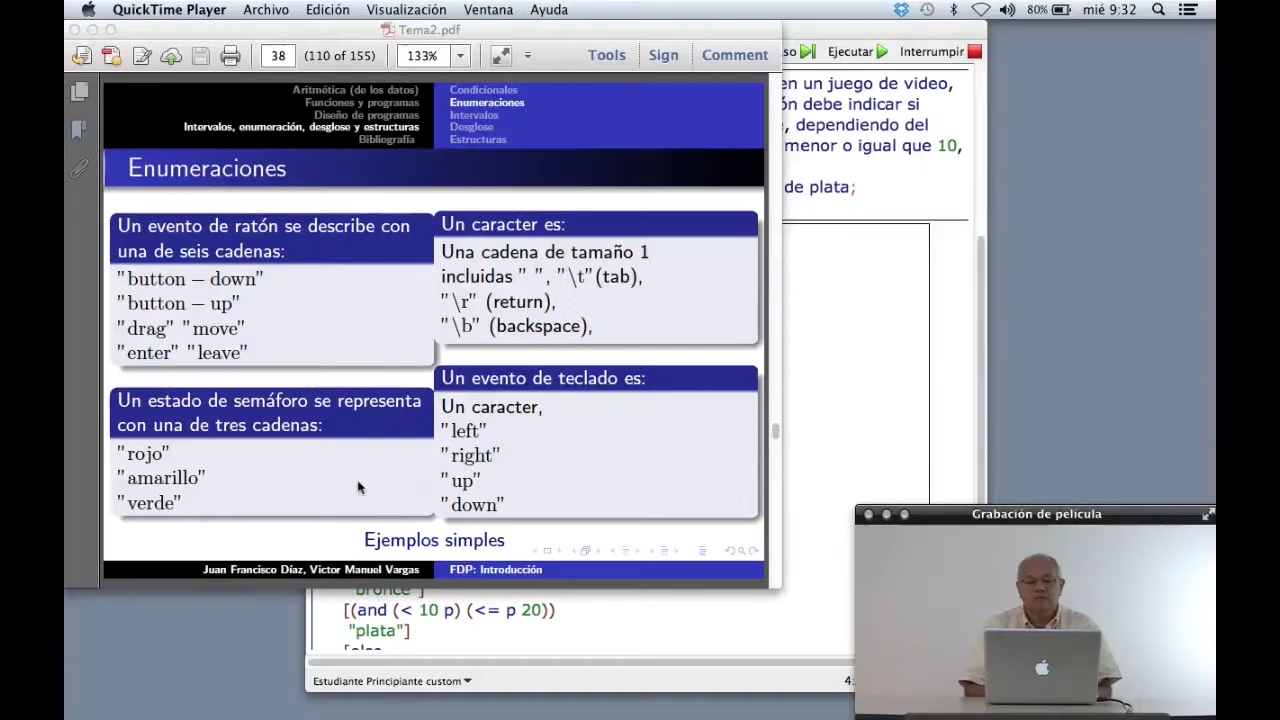 QuickTime Player Archivo Edición Visualización Ventana Ayuda 80% mié 9:32
Tema2.pdf
38 (110 of 155) 133% Tools Sign Comment
Ejecutar Interrumpir
Aritmética (de los datos)
Funciones y programas
Diseño de programas
Intervalos, enumeración, desglose y estructuras
Bibliografía
Condicionales
Enumeraciones
Intervalos
Desglose
Estructuras
Enumeraciones
Un evento de ratón se describe con
una de seis cadenas:
"button – down"
"button – up"
"drag" "move"
"enter" "leave"
Un caracter es:
Una cadena de tamaño 1
incluidas " ", "\t"(tab),
"\r" (return),
"\b" (backspace),
Un estado de semáforo se representa
con una de tres cadenas:
"rojo"
"amarillo"
"verde"
Un evento de teclado es:
Un caracter,
"left"
"right"
"up"
"down"
Ejemplos simples
Juan Francisco Díaz, Victor Manuel Vargas FDP: Introducción
en un juego de video,
debe indicar si
, dependiendo del
menor o igual que 10,
de plata;
"bronce"]
[(and (< 10 p) (<= p 20))
"plata"]
[else
Estudiante Principiante custom
Grabación de película